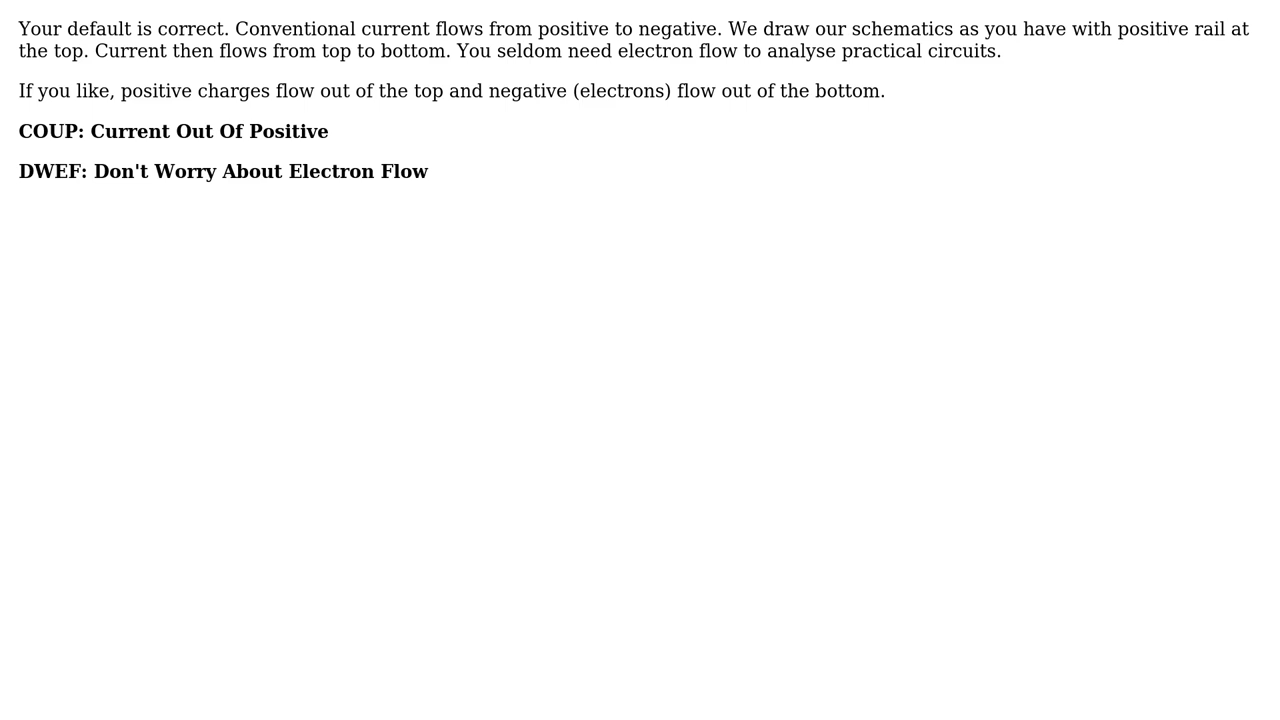 Your default is correct. Conventional current flows from positive to negative. We draw our schematics as you have with positive rail at
the top. Current then flows from top to bottom. You seldom need electron flow to analyse practical circuits.
If you like, positive charges flow out of the top and negative (electrons) flow out of the bottom.
COUP: Current Out Of Positive
DWEF: Don't Worry About Electron Flow